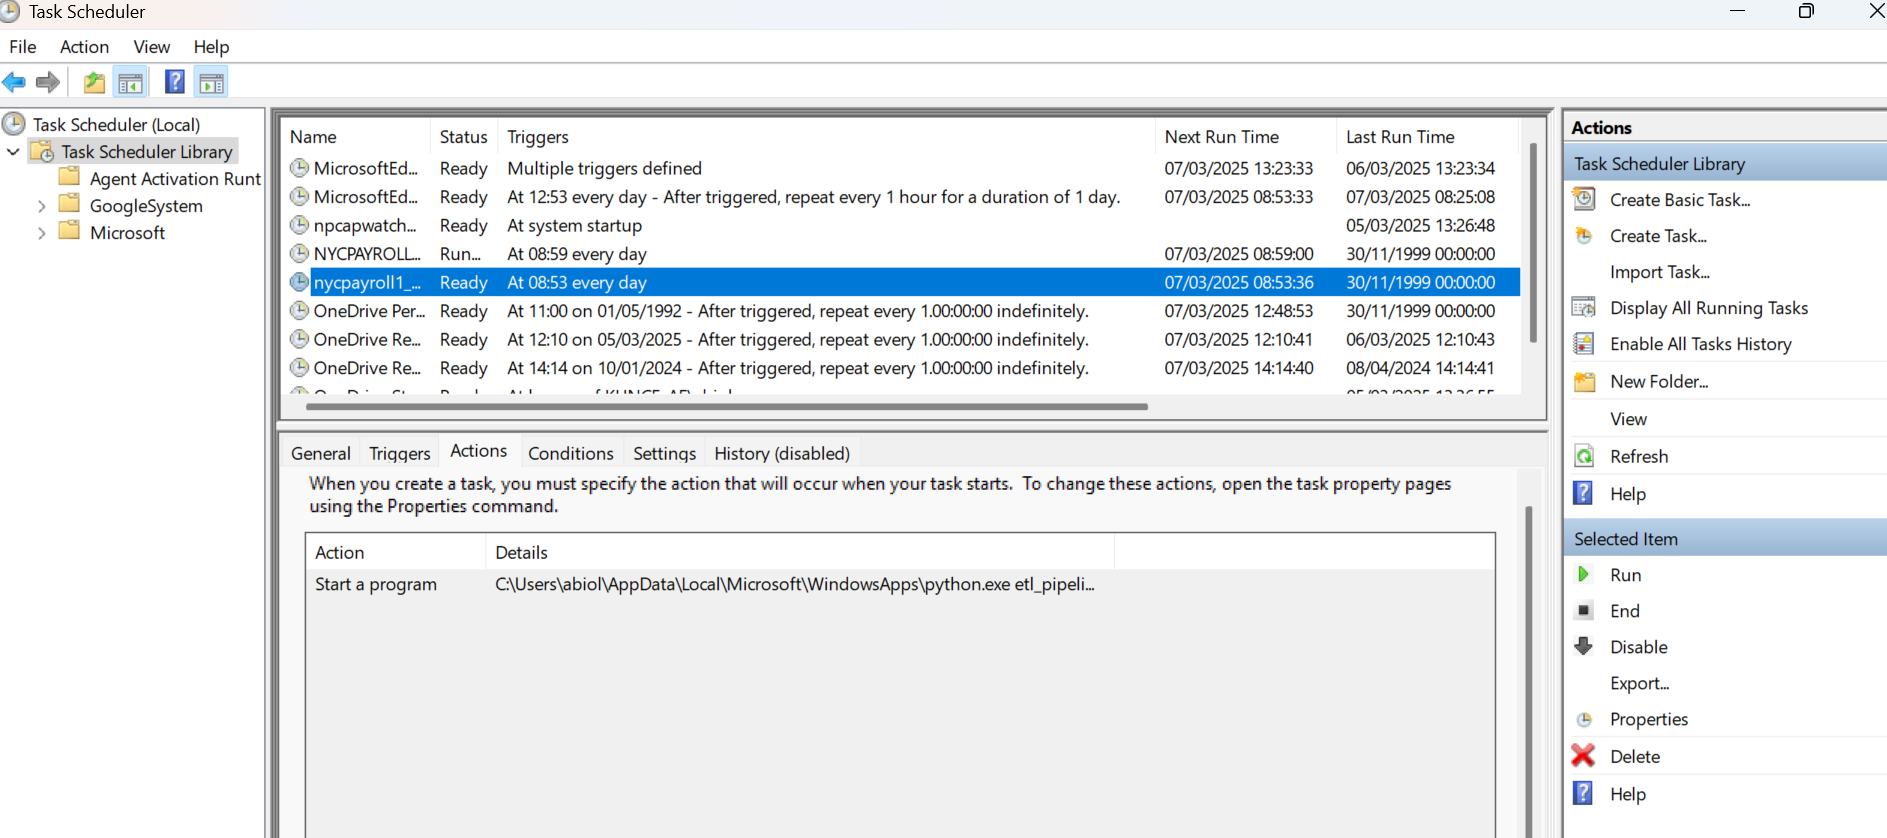 Task Scheduler
File Action View Help
Task Scheduler (Local)
Task Scheduler Library
Agent Activation Runt
GoogleSystem
Microsoft
Name Status Triggers Next Run Time Last Run Time
MicrosoftEd... Ready Multiple triggers defined 07/03/2025 13:23:33 06/03/2025 13:23:34
MicrosoftEd... Ready At 12:53 every day - After triggered, repeat every 1 hour for a duration of 1 day. 07/03/2025 08:53:33 07/03/2025 08:25:08
npcapwatch... Ready At system startup 05/03/2025 13:26:48
NYCPAYROLL... Run... At 08:59 every day 07/03/2025 08:59:00 30/11/1999 00:00:00
nycpayroll1_... Ready At 08:53 every day 07/03/2025 08:53:36 30/11/1999 00:00:00
OneDrive Per... Ready At 11:00 on 01/05/1992 - After triggered, repeat every 1.00:00:00 indefinitely. 07/03/2025 12:48:53 30/11/1999 00:00:00
OneDrive Re... Ready At 12:10 on 05/03/2025 - After triggered, repeat every 1.00:00:00 indefinitely. 07/03/2025 12:10:41 06/03/2025 12:10:43
OneDrive Re... Ready At 14:14 on 10/01/2024 - After triggered, repeat every 1.00:00:00 indefinitely. 07/03/2025 14:14:40 08/04/2024 14:14:41
General Triggers Actions Conditions Settings History (disabled)
When you create a task, you must specify the action that will occur when your task starts. To change these actions, open the task property pages
using the Properties command.
Action Details
Start a program C:\Users\abiol\AppData\Local\Microsoft\WindowsApps\python.exe etl_pipeli...
Actions
Task Scheduler Library
Create Basic Task...
Create Task...
Import Task...
Display All Running Tasks
Enable All Tasks History
New Folder...
View
Refresh
Help
Selected Item
Run
End
Disable
Export...
Properties
Delete
Help